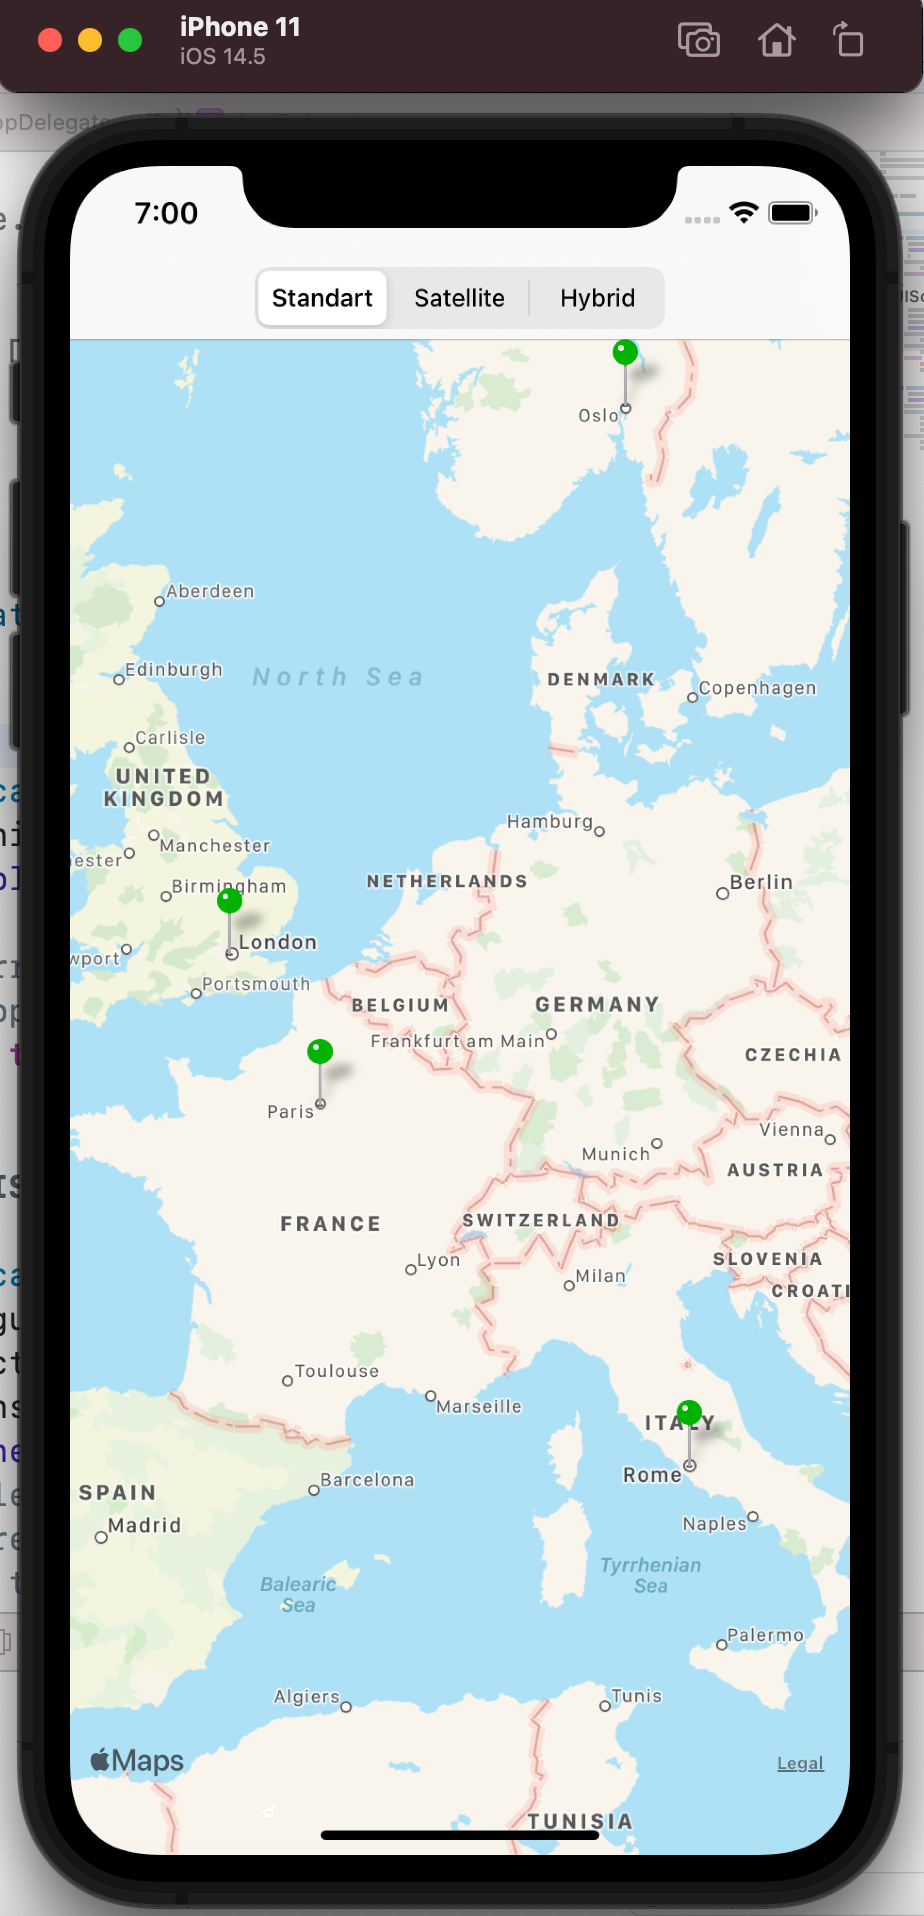 iPhone 11
iOS 14.5
7:00
Standart Satellite Hybrid
Oslo
Aberdeen
Edinburgh
North Sea
DENMARK
Copenhagen
Carlisle
UNITED
KINGDOM
Hamburg
Manchester
NETHERLANDS
Berlin
Birmingham
London
Portsmouth
BELGIUM
GERMANY
Frankfurt am Main
CZECHIA
Paris
Vienna
Munich
AUSTRIA
FRANCE
SWITZERLAND
Lyon
SLOVENIA
Milan
CROATI
Toulouse
Marseille
ITALY
Rome
Barcelona
SPAIN
Madrid
Naples
Tyrrhenian
Sea
Balearic
Sea
Palermo
Algiers
Tunis
Maps
Legal
TUNISIA